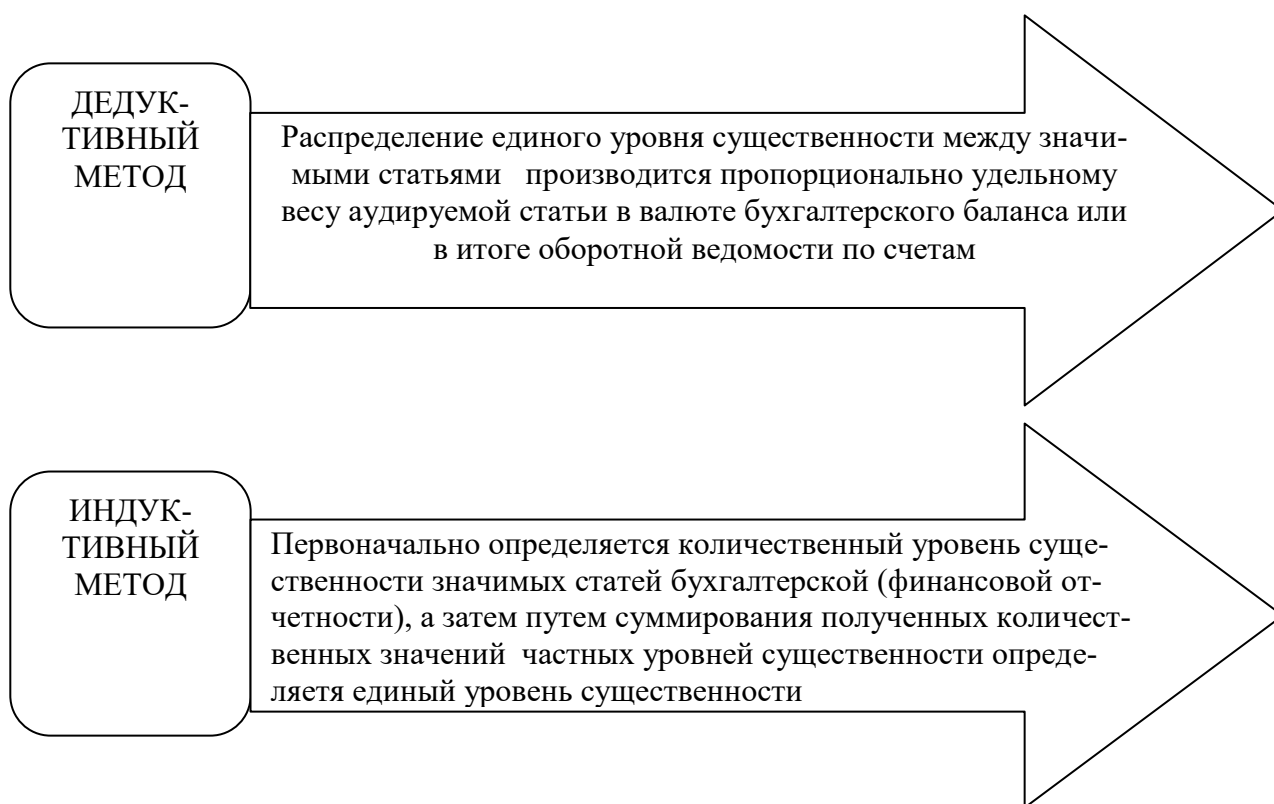 ДЕДУК-
ТИВНЫЙ
МЕТОД
Распределение единого уровня существенности между значи-
мыми статьями производится пропорционально удельному
весу аудируемой статьи в валюте бухгалтерского баланса или
в итоге оборотной ведомости по счетам
ИНДУК-
ТИВНЫЙ
МЕТОД
Первоначально определяется количественный уровень суще-
ственности значимых статей бухгалтерской (финансовой от-
четности), а затем путем суммирования полученных количест-
венных значений частных уровней существенности опреде-
ляетя единый уровень существенности